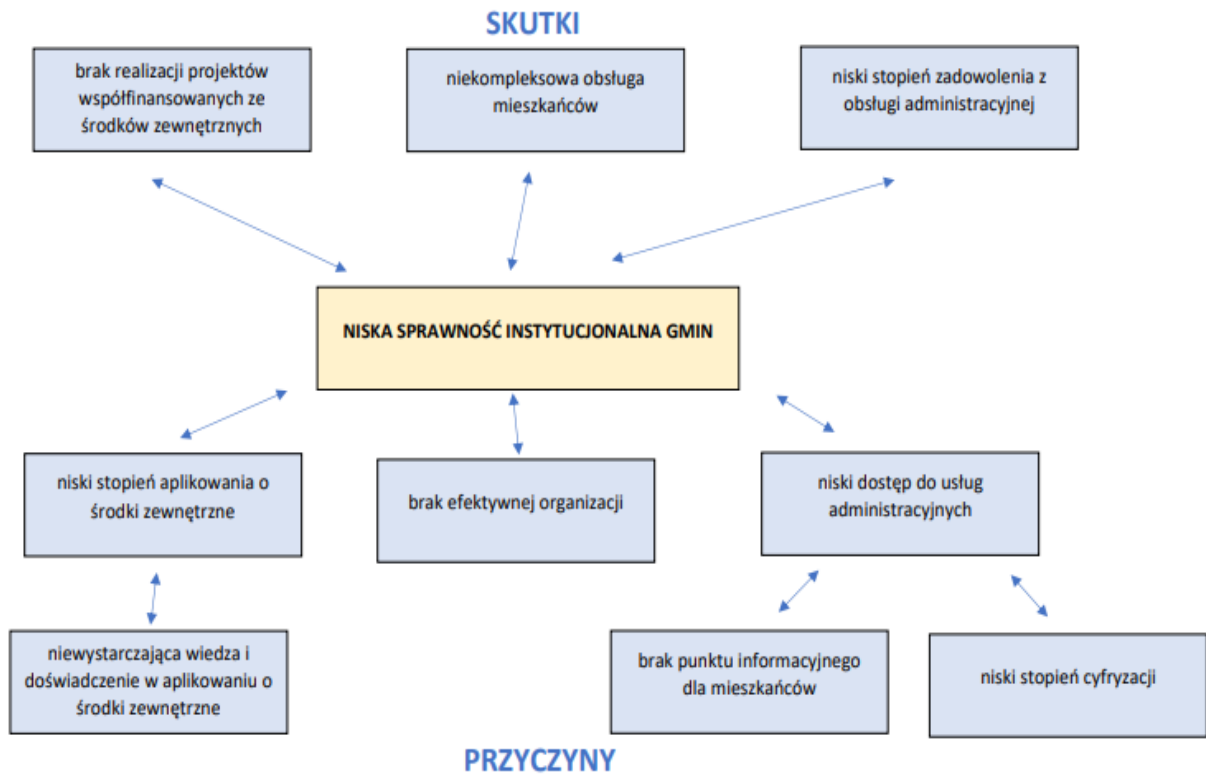 SKUTKI
brak realizacji projektów
współfinansowanych ze
środków zewnętrznych
niekompleksowa obsługa
mieszkańców
niski stopień zadowolenia z
obsługi administracyjnej
NISKA SPRAWNOŚĆ INSTYTUCJONALNA GMIN
niski stopień aplikowania o
środki zewnętrzne
brak efektywnej organizacji
niski dostęp do usług
administracyjnych
niewystarczająca wiedza i
doświadczenie w aplikowaniu o
środki zewnętrzne
brak punktu informacyjnego
dla mieszkańców
niski stopień cyfryzacji
PRZYCZYNY